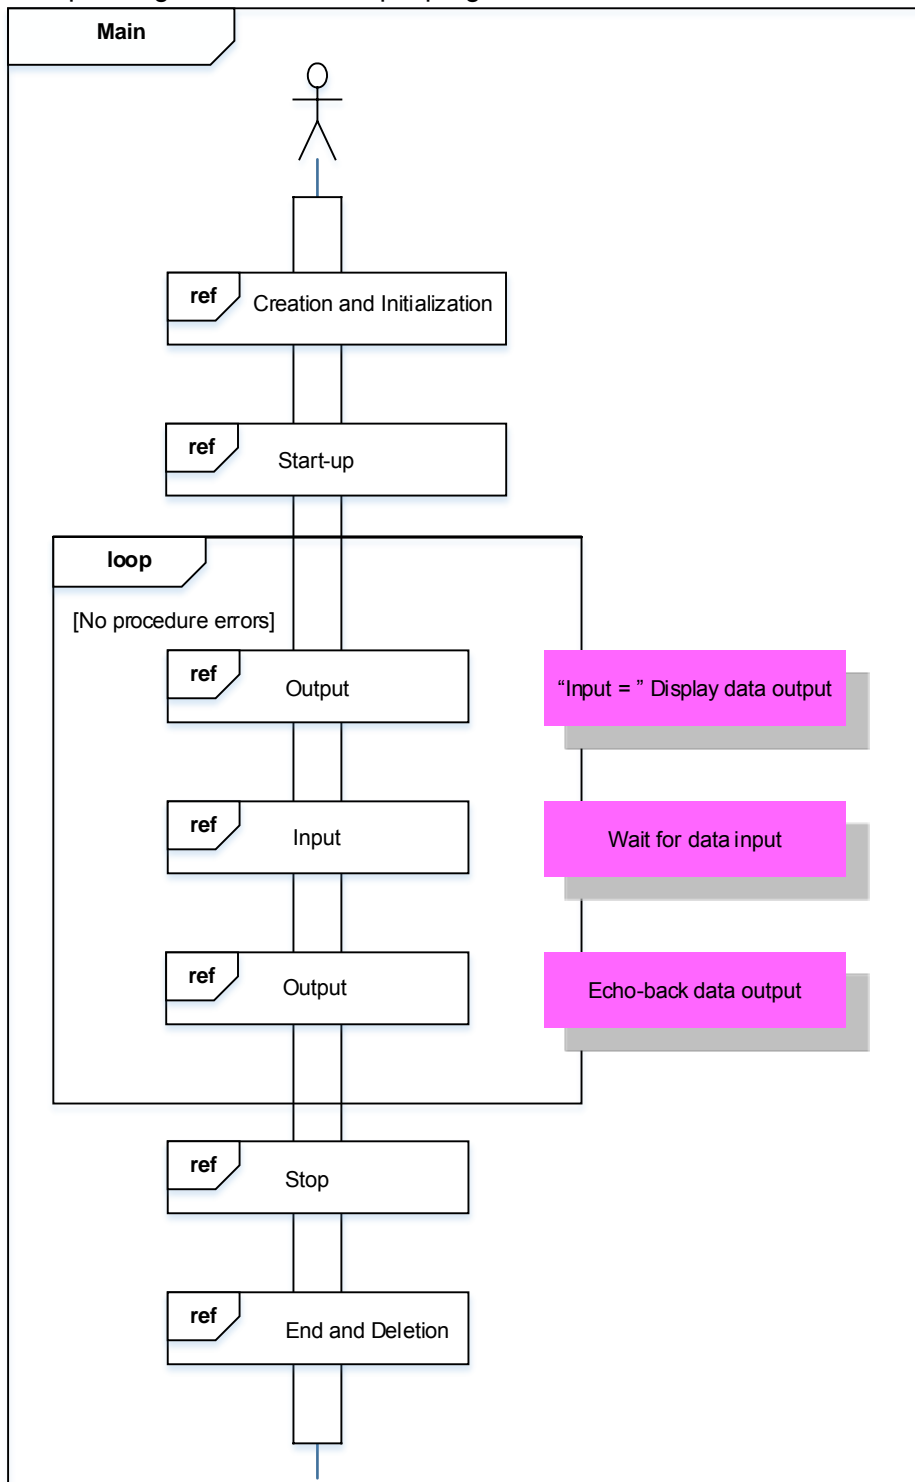 Main
ref
Creation and Initialization
ref
Start-up
loop
[No procedure errors]
ref
Output
“Input = ” Display data output
ref
Input
Wait for data input
ref
Output
Echo-back data output
ref
Stop
ref
End and Deletion